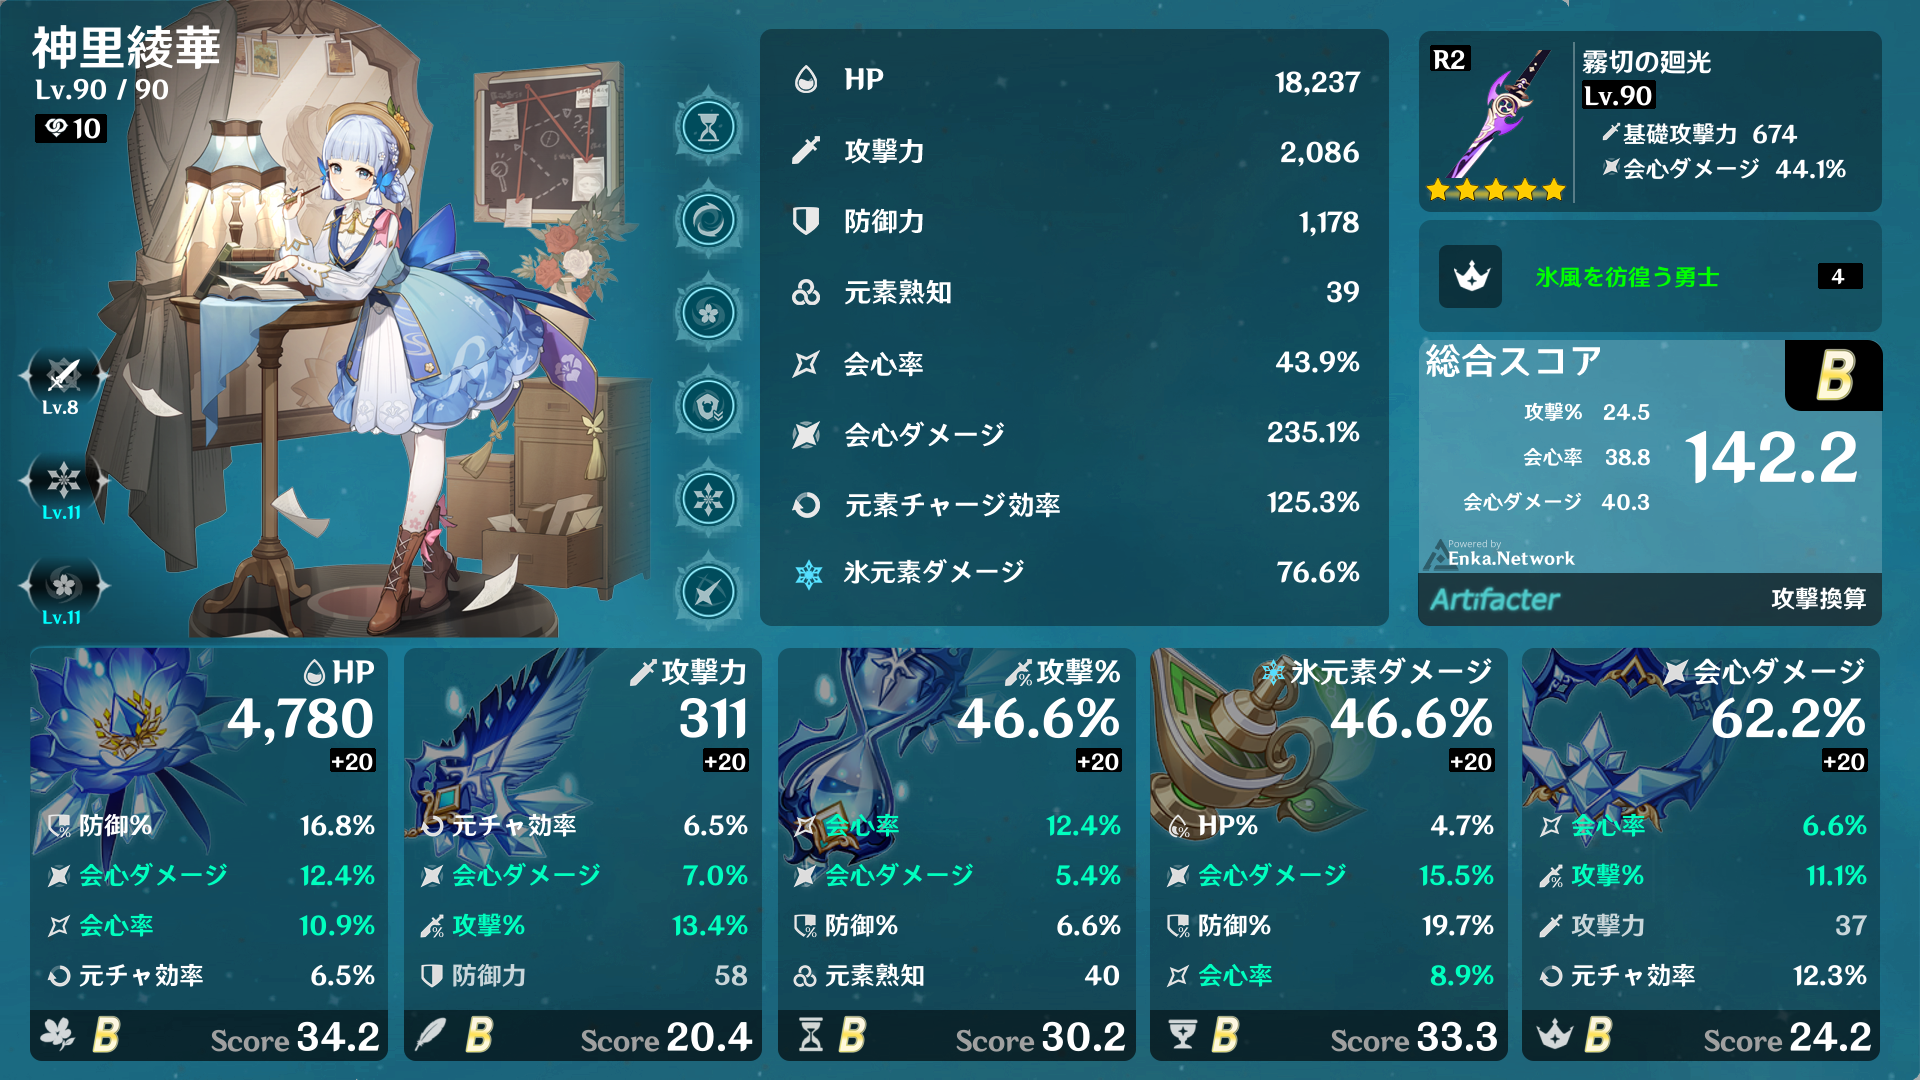 神里綾華
Lv.90 / 90
10
Lv.8
Lv.11
Lv.11
HP 18,237
攻撃力 2,086
防御力 1,178
元素熟知 39
会心率 43.9%
会心ダメージ 235.1%
元素チャージ効率 125.3%
氷元素ダメージ 76.6%
R2
霧切の廻光
Lv.90
基礎攻撃力 674
会心ダメージ 44.1%
氷風を彷徨う勇士 4
総合スコア B
攻撃% 24.5
会心率 38.8
会心ダメージ 40.3
142.2
Powered by
Enka.Network
Artifacter 攻撃換算
HP
4,780
+20
防御% 16.8%
会心ダメージ 12.4%
会心率 10.9%
元チャ効率 6.5%
B Score 34.2
攻撃力
311
+20
元チャ効率 6.5%
会心ダメージ 7.0%
攻撃% 13.4%
防御力 58
B Score 20.4
攻撃%
46.6%
+20
会心率 12.4%
会心ダメージ 5.4%
防御% 6.6%
元素熟知 40
B Score 30.2
氷元素ダメージ
46.6%
+20
HP% 4.7%
会心ダメージ 15.5%
防御% 19.7%
会心率 8.9%
B Score 33.3
会心ダメージ
62.2%
+20
会心率 6.6%
攻撃% 11.1%
攻撃力 37
元チャ効率 12.3%
B Score 24.2